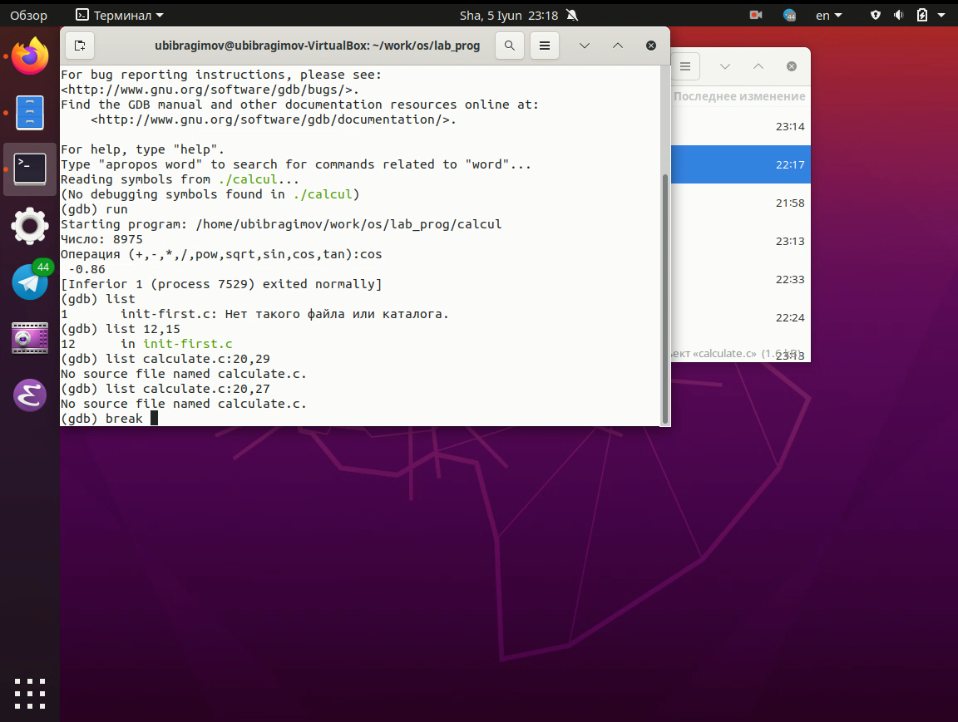 Обзор
Терминал
Sha, 5 Iyun 23:18
44
en
ubibragimov@ubibragimov-VirtualBox: ~/work/os/lab_prog
For bug reporting instructions, please see:
<http://www.gnu.org/software/gdb/bugs/>.
Find the GDB manual and other documentation resources online at:
<http://www.gnu.org/software/gdb/documentation/>.
For help, type "help".
Type "apropos word" to search for commands related to "word"...
Reading symbols from ./calcul...
(No debugging symbols found in ./calcul)
(gdb) run
Starting program: /home/ubibragimov/work/os/lab_prog/calcul
Число: 8975
Операция (+,-,*,/,pow,sqrt,sin,cos,tan):cos
-0.86
[Inferior 1 (process 7529) exited normally]
(gdb) list
1 init-first.c: Нет такого файла или каталога.
(gdb) list 12,15
12 in init-first.c
(gdb) list calculate.c:20,29
No source file named calculate.c.
(gdb) list calculate.c:20,27
No source file named calculate.c.
(gdb) break
Последнее изменение
23:14
22:17
21:58
23:13
22:33
22:24
23:13
ект «calculate.c» (1.6 kB)
44